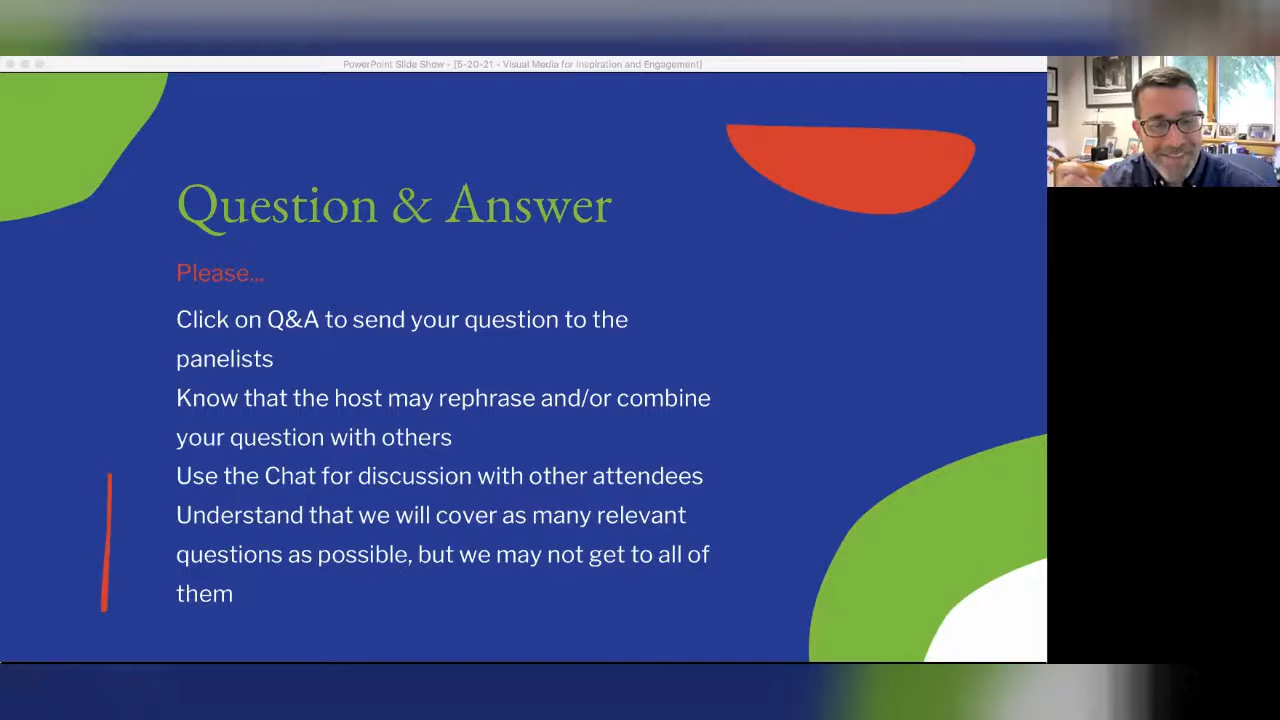 PowerPoint Slide Show - [5-20-21 - Visual Media for Inspiration and Engagement]
Question & Answer
Please...
Click on Q&A to send your question to the
panelists
Know that the host may rephrase and/or combine
your question with others
Use the Chat for discussion with other attendees
Understand that we will cover as many relevant
questions as possible, but we may not get to all of
them